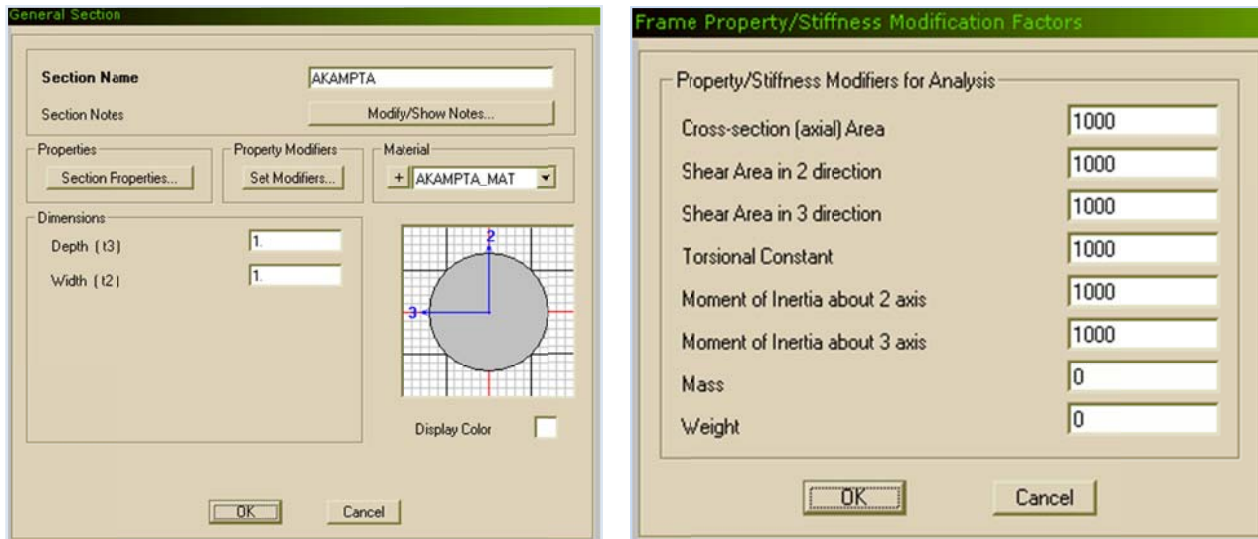 General Section
Section Name AKAMPTA
Section Notes Modify/Show Notes...
Properties Property Modifiers Material
Section Froperties... Set Modifiers... + AKAMPTA_MAT
Dimensions
Depth (t3) 1.
Width (t2) 1.
2
3
Display Color
OK Cancel
Frame Property/Stiffness Modification Factors
Property/Stiffness Modifiers for Analysis
Cross-section (axial) Area 1000
Shear Area in 2 direction 1000
Shear Area in 3 direction 1000
Torsional Constant 1000
Moment of Inertia about 2 axis 1000
Moment of Inertia about 3 axis 1000
Mass 0
Weight 0
OK Cancel